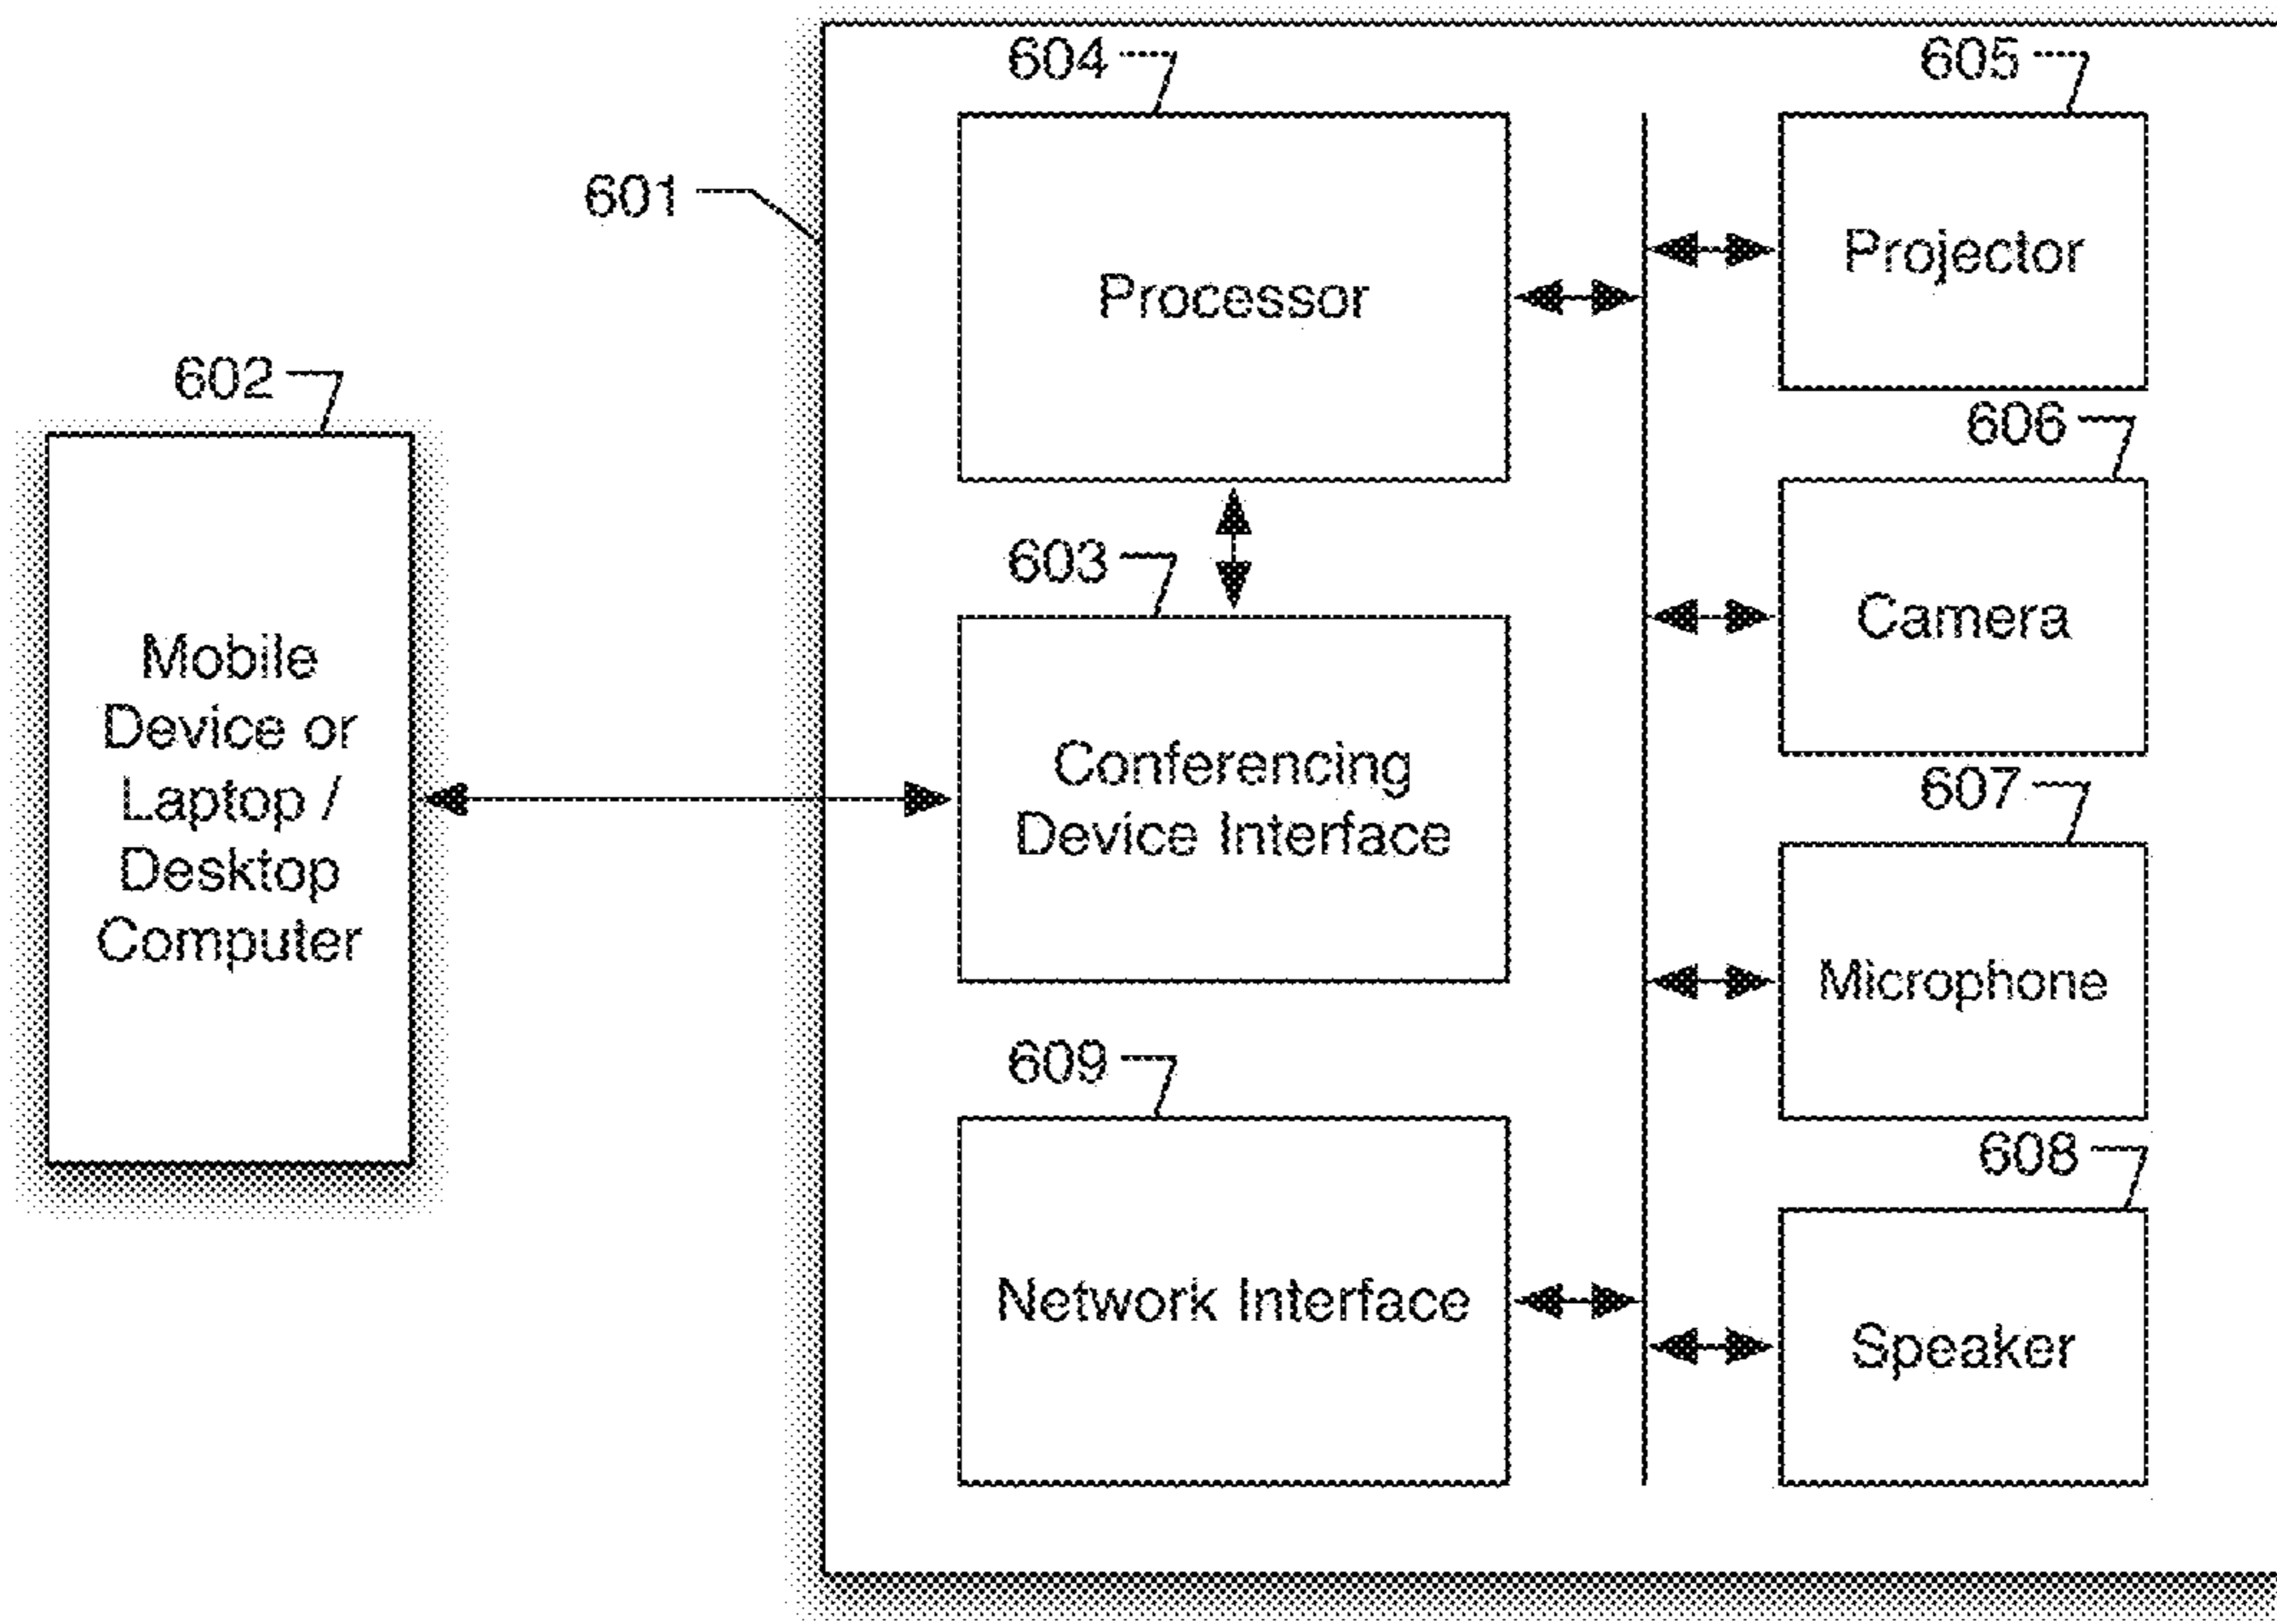 604
605
601
Projector
Processor
602
606
603
Camera
Mobile
Device or
Laptop /
Desktop
Computer
Conferencing
Device Interface
607
Microphone
609
608
Network Interface
Speaker